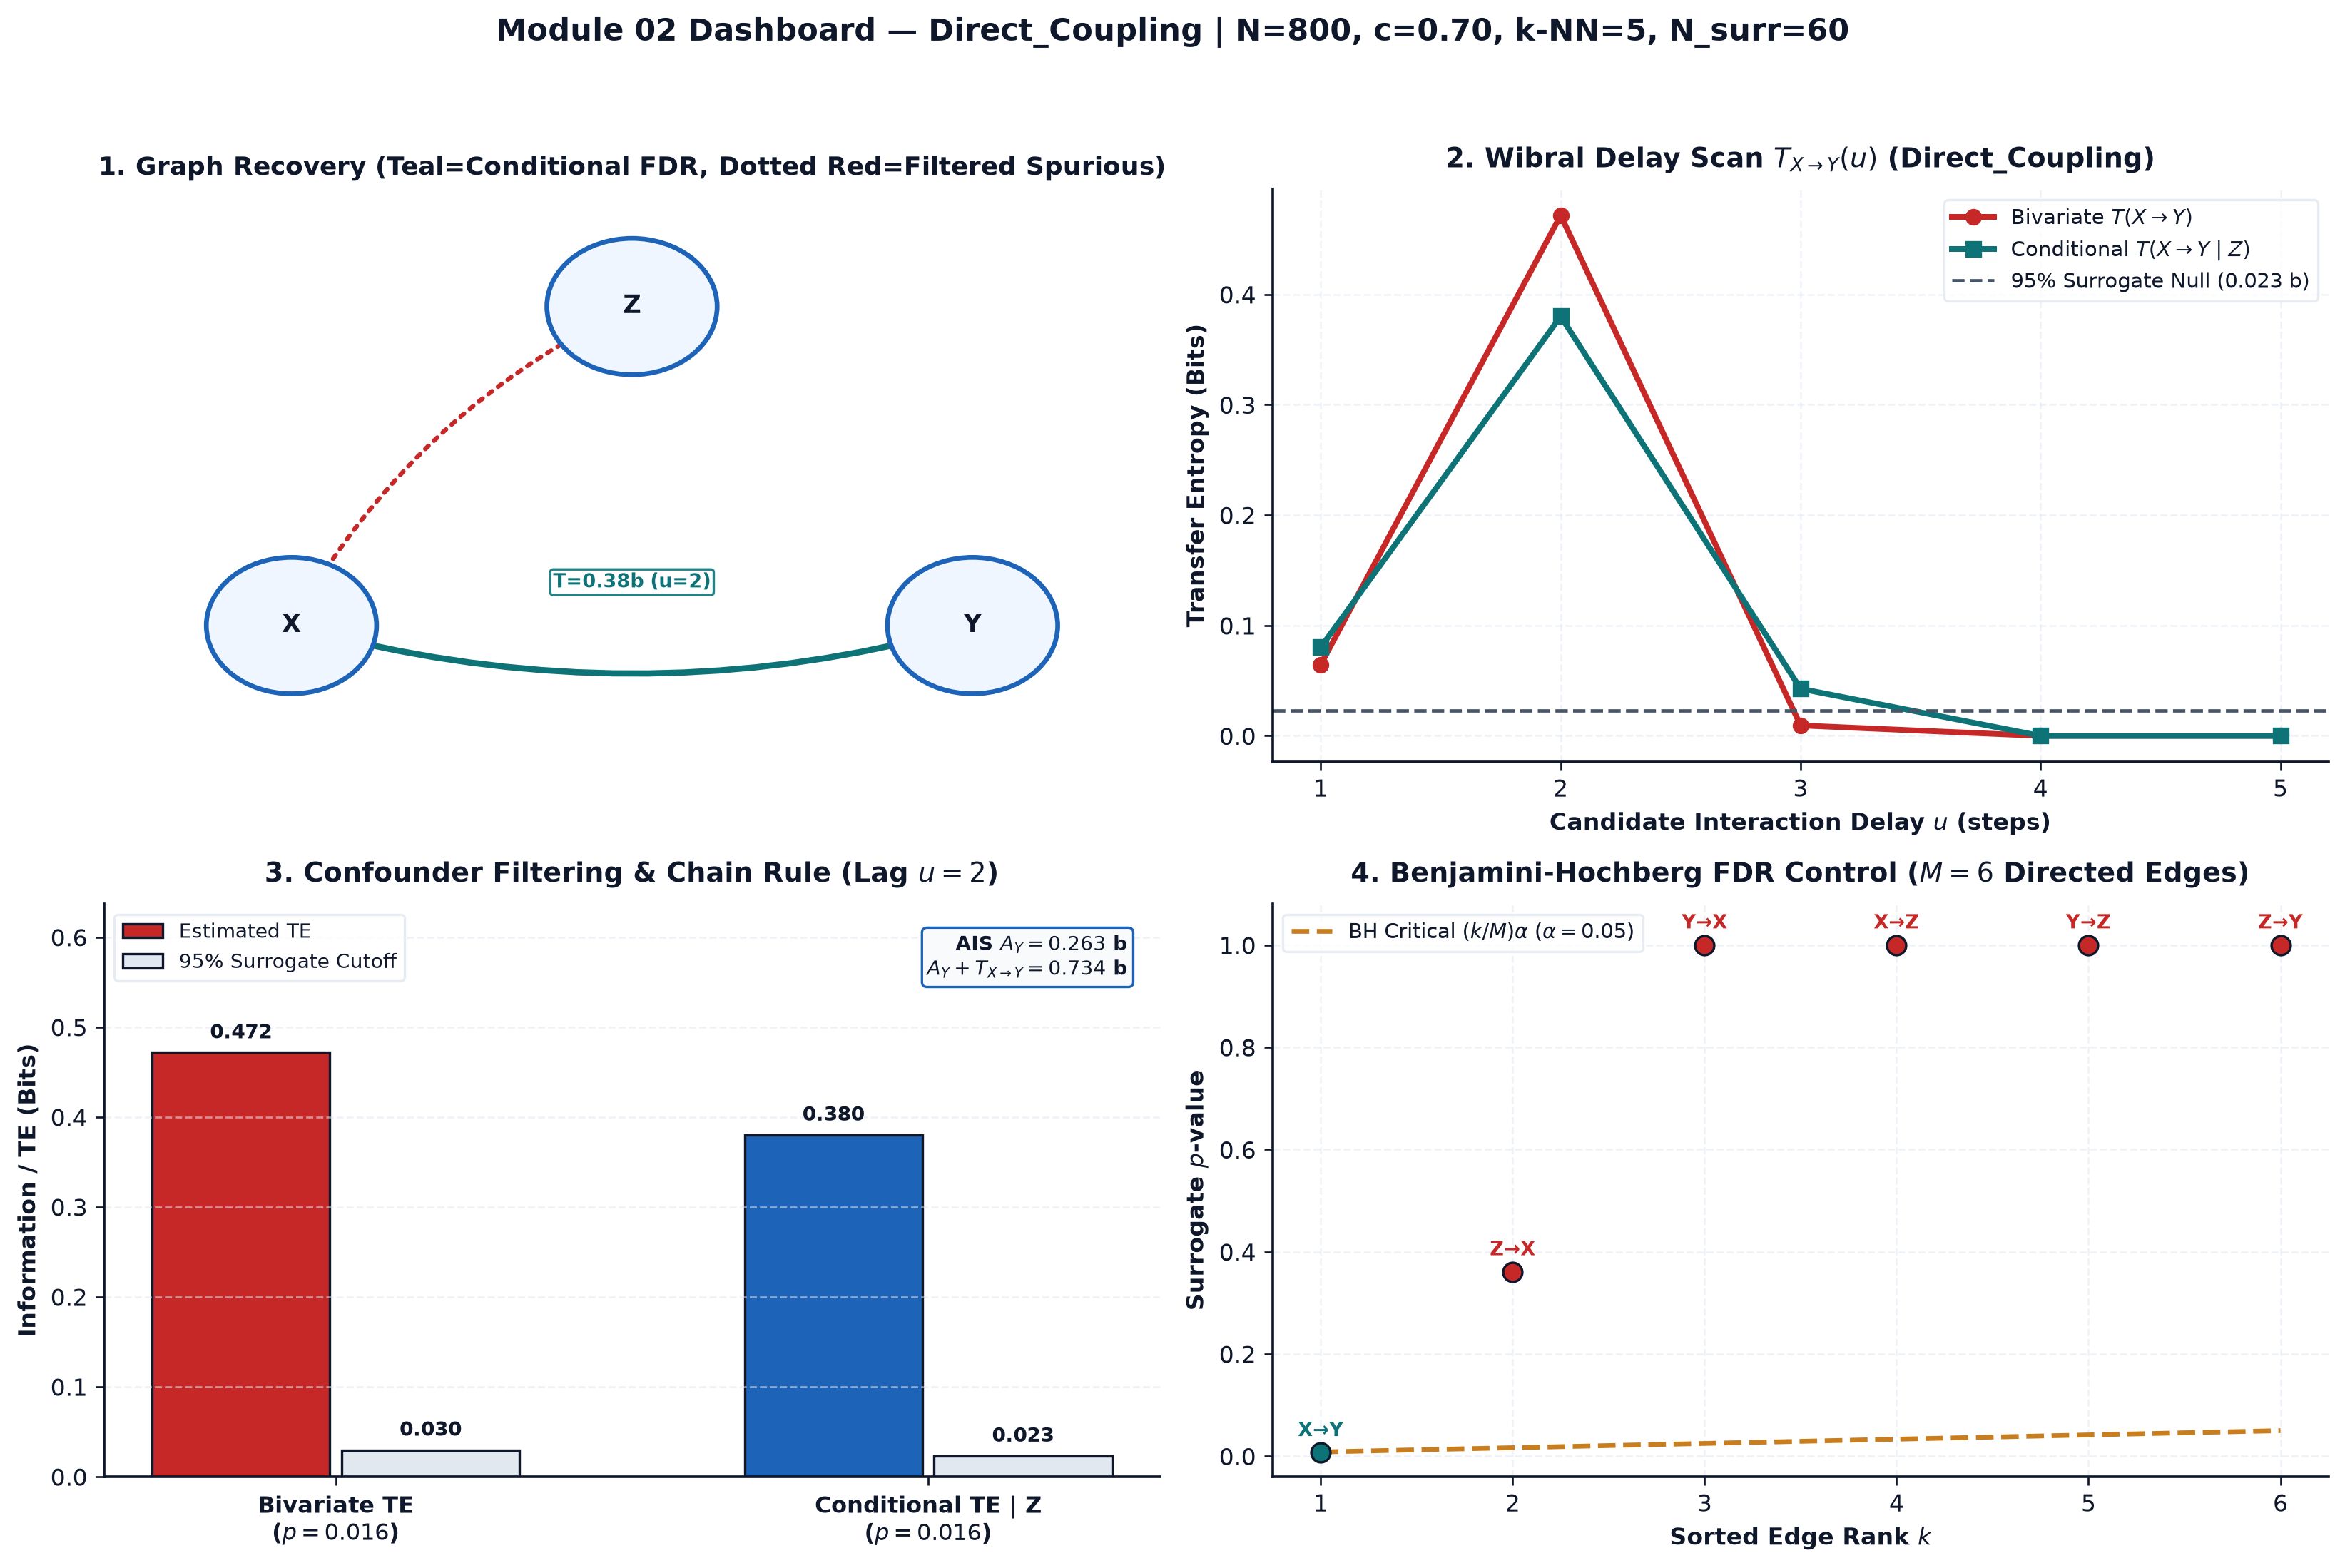 Module 02 Dashboard — Direct_Coupling | N=800, c=0.70, k-NN=5, N_surr=60
1. Graph Recovery (Teal=Conditional FDR, Dotted Red=Filtered Spurious)
Z
X
Y
T=0.38b (u=2)
2. Wibral Delay Scan T_{X→Y}(u) (Direct_Coupling)
Bivariate T(X→Y)
Conditional T(X→Y | Z)
95% Surrogate Null (0.023 b)
Transfer Entropy (Bits)
0.4
0.3
0.2
0.1
0.0
1 2 3 4 5
Candidate Interaction Delay u (steps)
3. Confounder Filtering & Chain Rule (Lag u = 2)
Estimated TE
95% Surrogate Cutoff
AIS A_Y = 0.263 b
A_Y + T_{X→Y} = 0.734 b
Information / TE (Bits)
0.6
0.5
0.4
0.3
0.2
0.1
0.0
0.472
0.030
0.380
0.023
Bivariate TE
(p = 0.016)
Conditional TE | Z
(p = 0.016)
4. Benjamini-Hochberg FDR Control (M = 6 Directed Edges)
BH Critical (k/M)α (α = 0.05)
Y→X
X→Z
Y→Z
Z→Y
Z→X
X→Y
Surrogate p-value
1.0
0.8
0.6
0.4
0.2
0.0
1 2 3 4 5 6
Sorted Edge Rank k